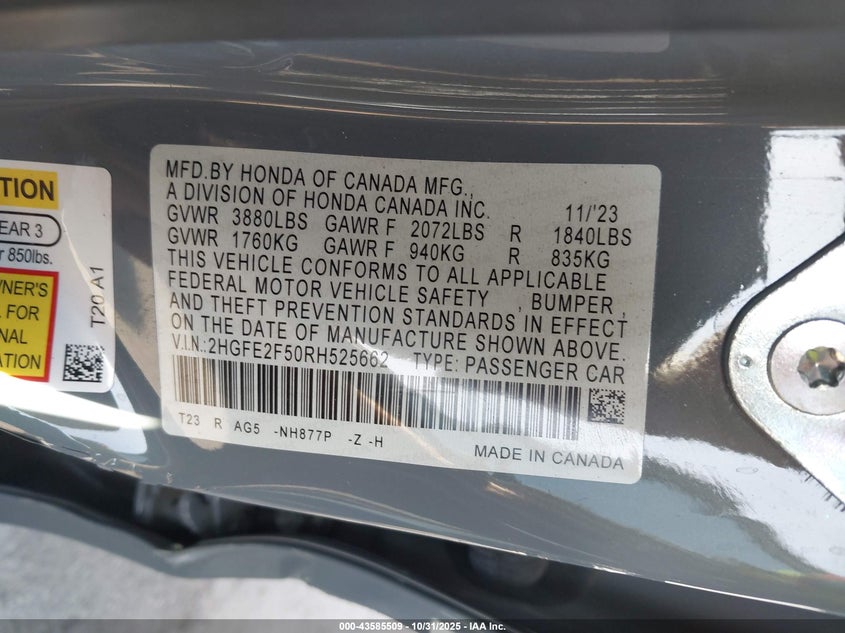 TION
EAR 3
r 850lbs.
WNER'S
L FOR
NAL
TION
T20 A1
MFD.BY HONDA OF CANADA MFG.,
A DIVISION OF HONDA CANADA INC. 11/'23
GVWR 3880LBS GAWR F 2072LBS R 1840LBS
GVWR 1760KG GAWR F 940KG R 835KG
THIS VEHICLE CONFORMS TO ALL APPLICABLE
FEDERAL MOTOR VEHICLE SAFETY , BUMPER ,
AND THEFT PREVENTION STANDARDS IN EFFECT
ON THE DATE OF MANUFACTURE SHOWN ABOVE.
V.I.N.:2HGFE2F50RH525662 TYPE: PASSENGER CAR
T23 R AG5 -NH877P -Z -H
MADE IN CANADA
000-43585509 - 10/31/2025 - IAA Inc.